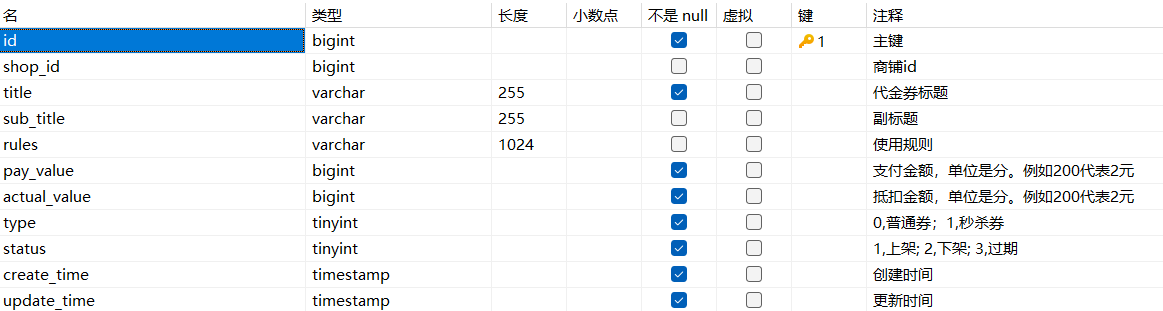 名 类型 长度 小数点 不是 null 虚拟 键 注释
id bigint 1 主键
shop_id bigint 商铺id
title varchar 255 代金券标题
sub_title varchar 255 副标题
rules varchar 1024 使用规则
pay_value bigint 支付金额，单位是分。例如200代表2元
actual_value bigint 抵扣金额，单位是分。例如200代表2元
type tinyint 0,普通券；1,秒杀券
status tinyint 1,上架; 2,下架; 3,过期
create_time timestamp 创建时间
update_time timestamp 更新时间